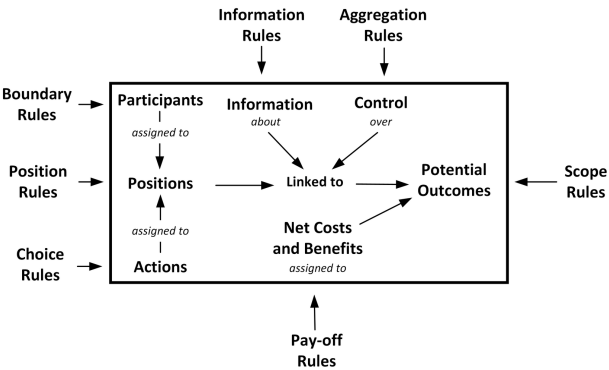 Information
Rules
Aggregation
Rules
Boundary
Rules
Participants
assigned to
Information
about
Control
over
Position
Rules
Positions
Linked to
Potential
Outcomes
Scope
Rules
assigned to
Net Costs
and Benefits
assigned to
Choice
Rules
Actions
Pay-off
Rules